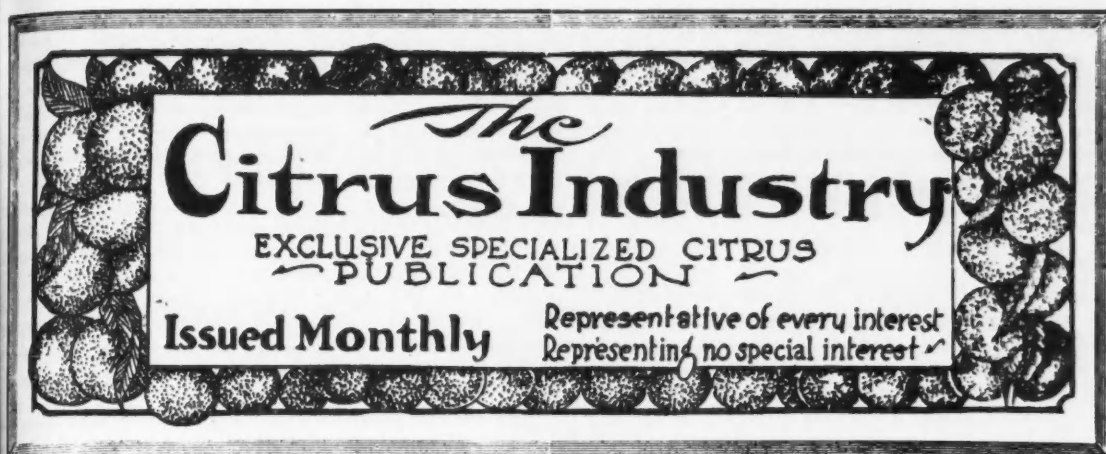 The
Citrus Industry
EXCLUSIVE SPECIALIZED CITRUS
PUBLICATION
Issued Monthly
Representative of every interest
Representing no special interest